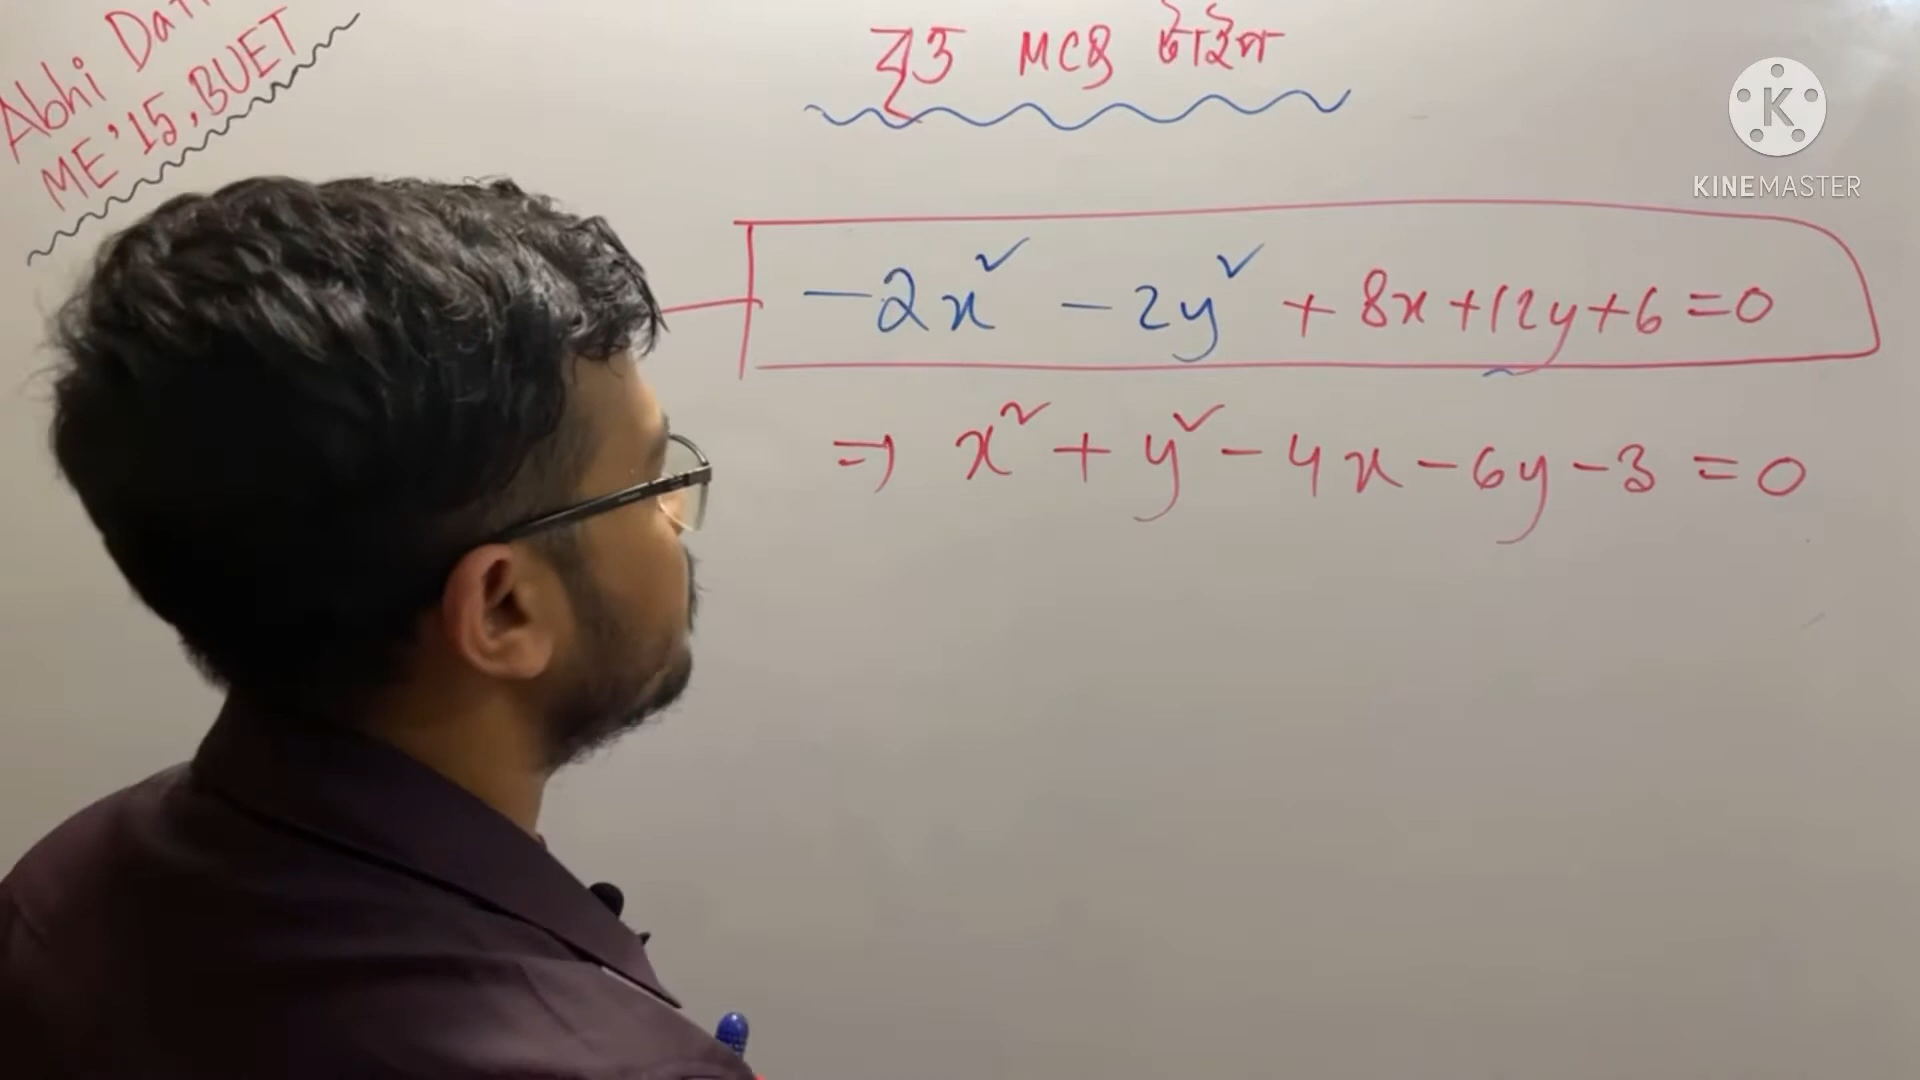 Abhi
ME'15, BUET
বৃত্ত MCQ টাইপ
KINEMASTER
-2x² - 2y² + 8x + 12y + 6 = 0
⇒ x² + y² - 4x - 6y - 3 = 0